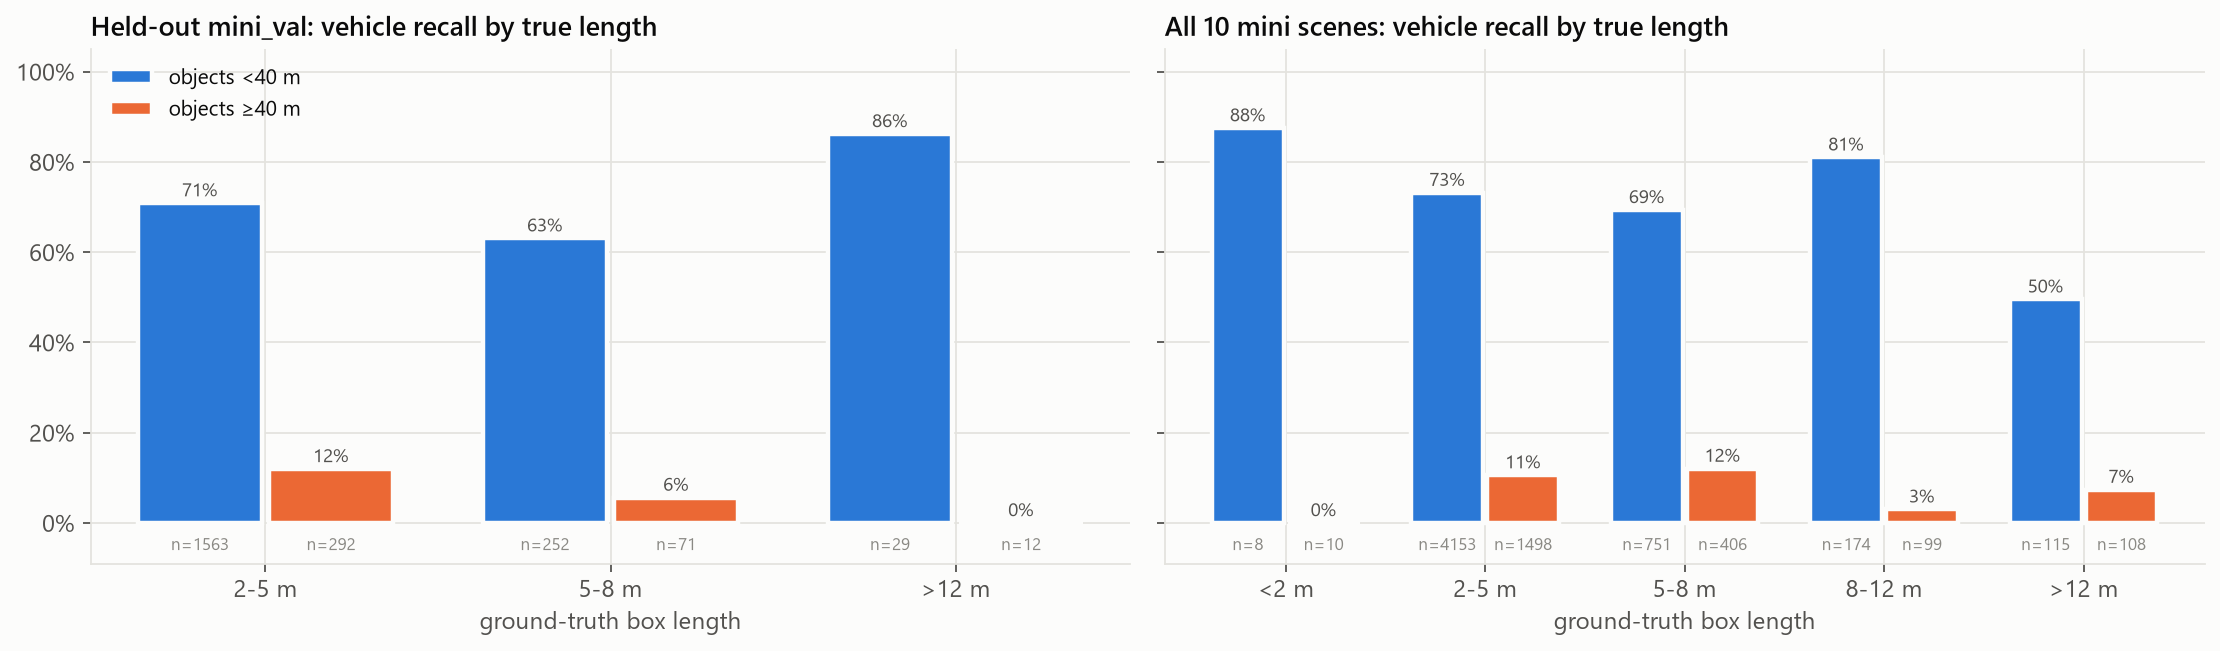 Held-out mini_val: vehicle recall by true length
100%
80%
60%
40%
20%
0%
objects <40 m
objects ≥40 m
71%
12%
63%
6%
86%
0%
n=1563
n=292
n=252
n=71
n=29
n=12
2-5 m
5-8 m
>12 m
ground-truth box length
All 10 mini scenes: vehicle recall by true length
88%
0%
73%
11%
69%
12%
81%
3%
50%
7%
n=8
n=10
n=4153
n=1498
n=751
n=406
n=174
n=99
n=115
n=108
<2 m
2-5 m
5-8 m
8-12 m
>12 m
ground-truth box length